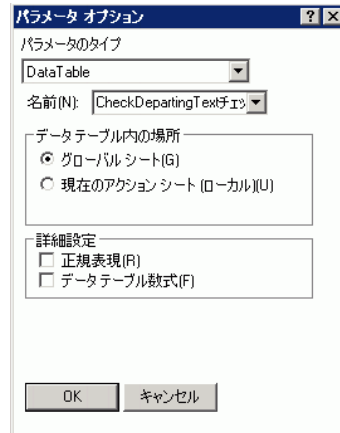 パラメータ オプション
パラメータのタイプ
DataTable
名前(N): CheckDepartingTextチェッ
データ テーブル内の場所
グローバル シート(G)
現在のアクション シート (ローカル)(U)
詳細設定
正規表現(R)
データ テーブル数式(F)
OK キャンセル